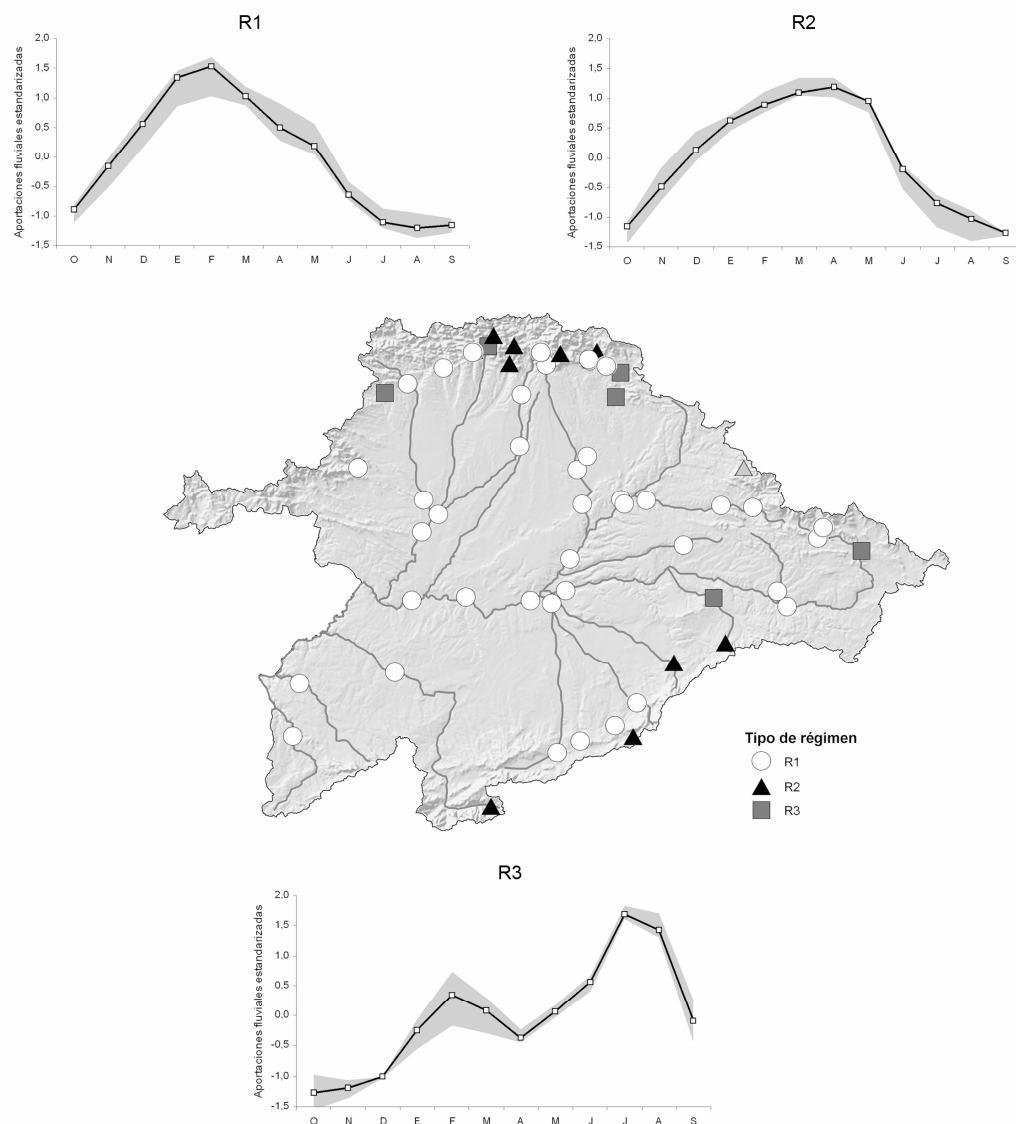 R1
Aportaciones fluviales estandarizadas
2,0
1,5
1,0
0,5
0,0
-0,5
-1,0
-1,5
O N D E F M A M J J A S
R2
Aportaciones fluviales estandarizadas
2,0
1,5
1,0
0,5
0,0
-0,5
-1,0
-1,5
O N D E F M A M J J A S
Tipo de régimen
R1
R2
R3
R3
Aportaciones fluviales estandarizadas
2,0
1,5
1,0
0,5
0,0
-0,5
-1,0
-1,5
O N D E F M A M J J A S